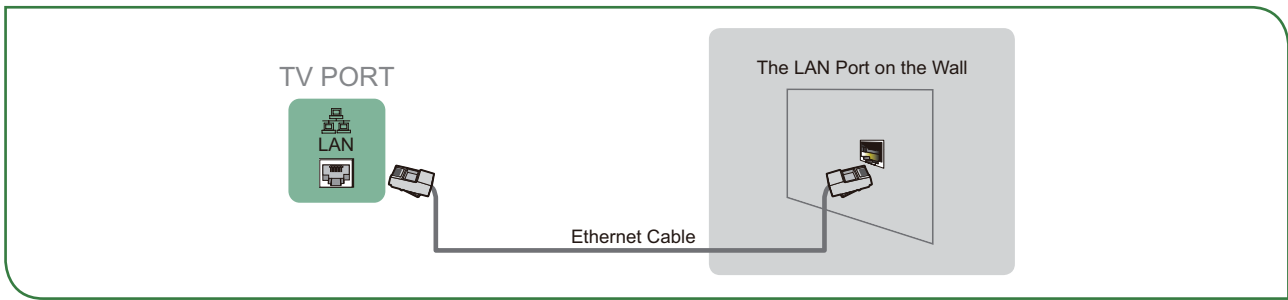 TV PORT
LAN
The LAN Port on the Wall
Ethernet Cable